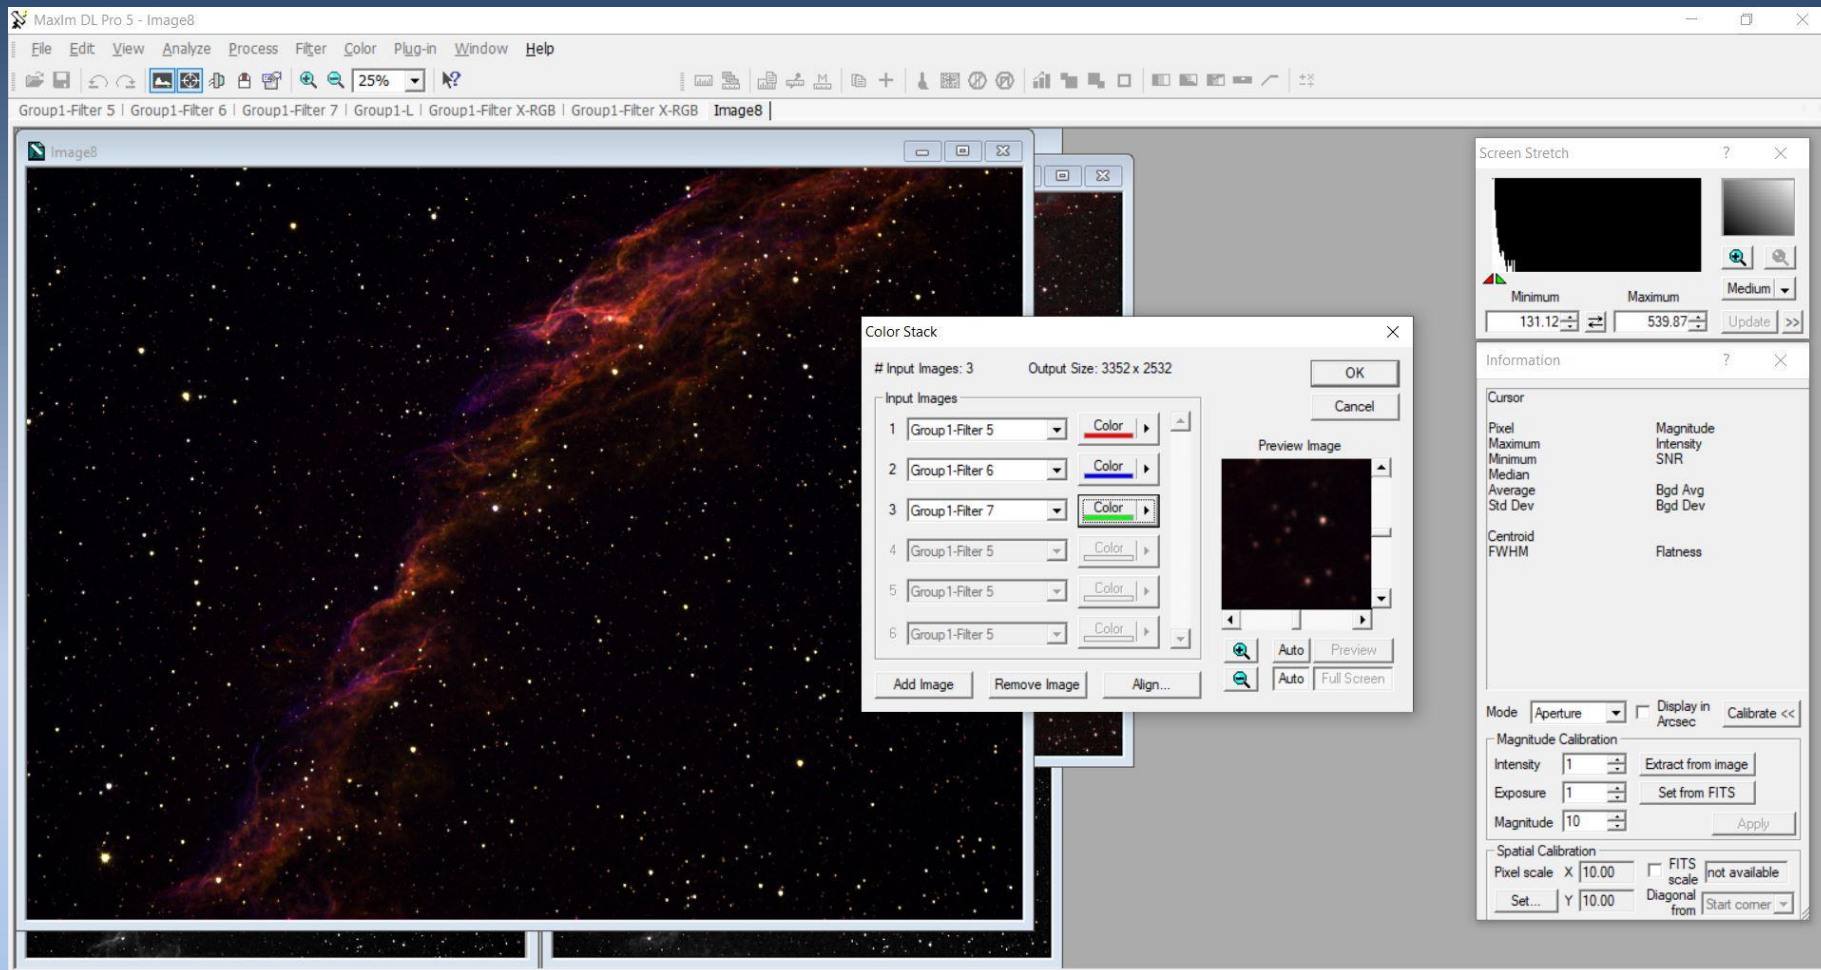 MaxIm DL Pro 5 - Image8
File Edit View Analyze Process Filter Color Plug-in Window Help
25%
Group1-Filter 5 | Group1-Filter 6 | Group1-Filter 7 | Group1-L | Group1-Filter X-RGB | Group1-Filter X-RGB Image8
Image8
Color Stack
# Input Images: 3 Output Size: 3352 x 2532
OK
Cancel
Input Images
1 Group1-Filter 5 Color
2 Group1-Filter 6 Color
3 Group1-Filter 7 Color
4 Group1-Filter 5 Color
5 Group1-Filter 5 Color
6 Group1-Filter 5 Color
Preview Image
Auto Preview
Auto Full Screen
Add Image Remove Image Align...
Screen Stretch ?
Medium
Minimum Maximum
131.12 539.87 Update >>
Information ?
Cursor
Pixel Magnitude
Maximum Intensity
Minimum SNR
Median
Average Bgd Avg
Std Dev Bgd Dev
Centroid
FWHM Flatness
Mode Aperture Display in Arcsec Calibrate <<
Magnitude Calibration
Intensity 1 Extract from image
Exposure 1 Set from FITS
Magnitude 10 Apply
Spatial Calibration
Pixel scale X 10.00 FITS scale not available
Set... Y 10.00 Diagonal from Start corner